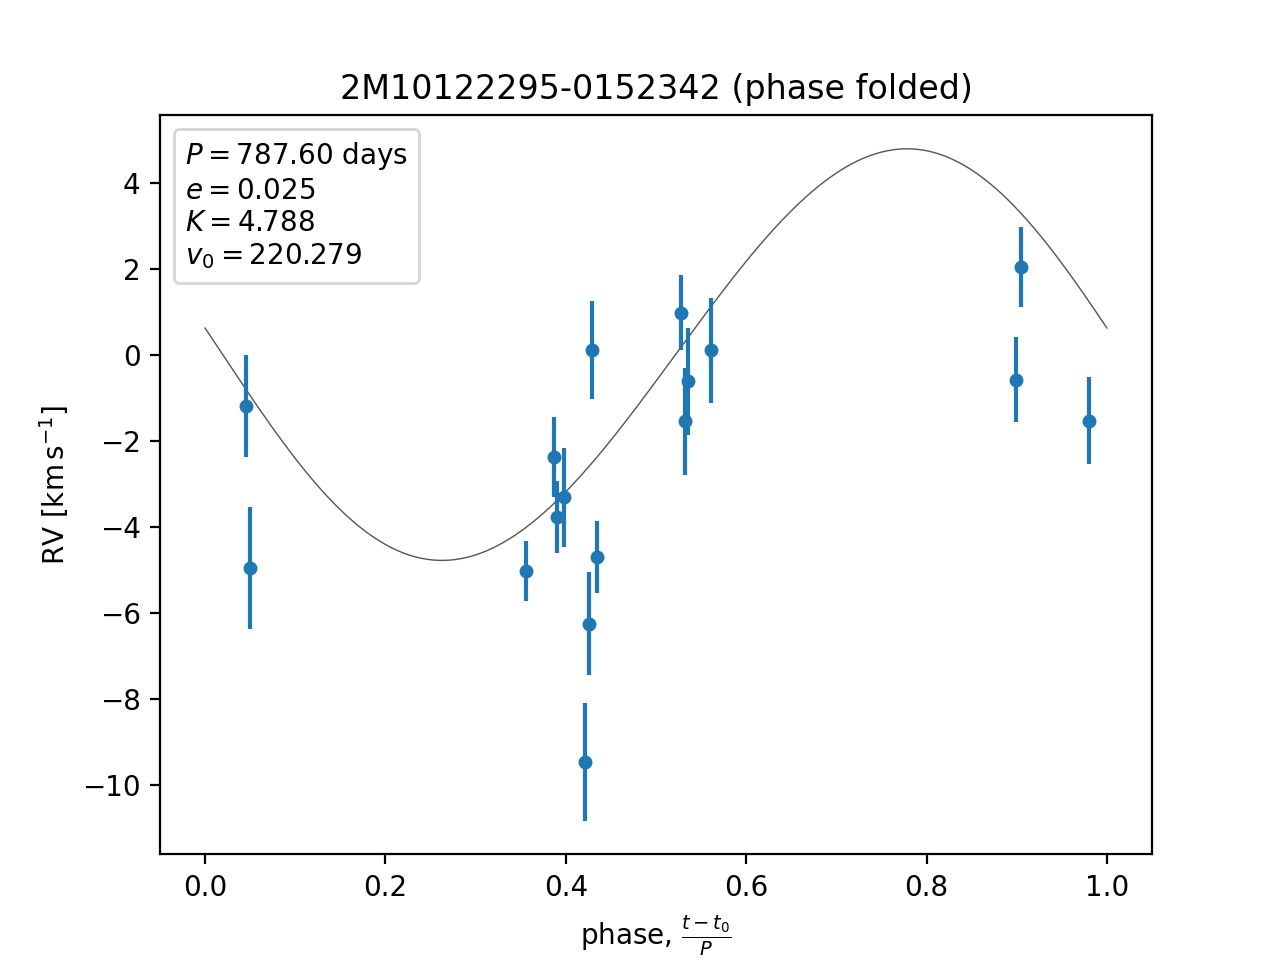 2M10122295-0152342 (phase folded)
P = 787.60 days
e = 0.025
K = 4.788
v₀ = 220.279
4
2
0
−2
−4
−6
−8
−10
RV [km s⁻¹]
0.0 0.2 0.4 0.6 0.8 1.0
phase, (t − t₀)/P